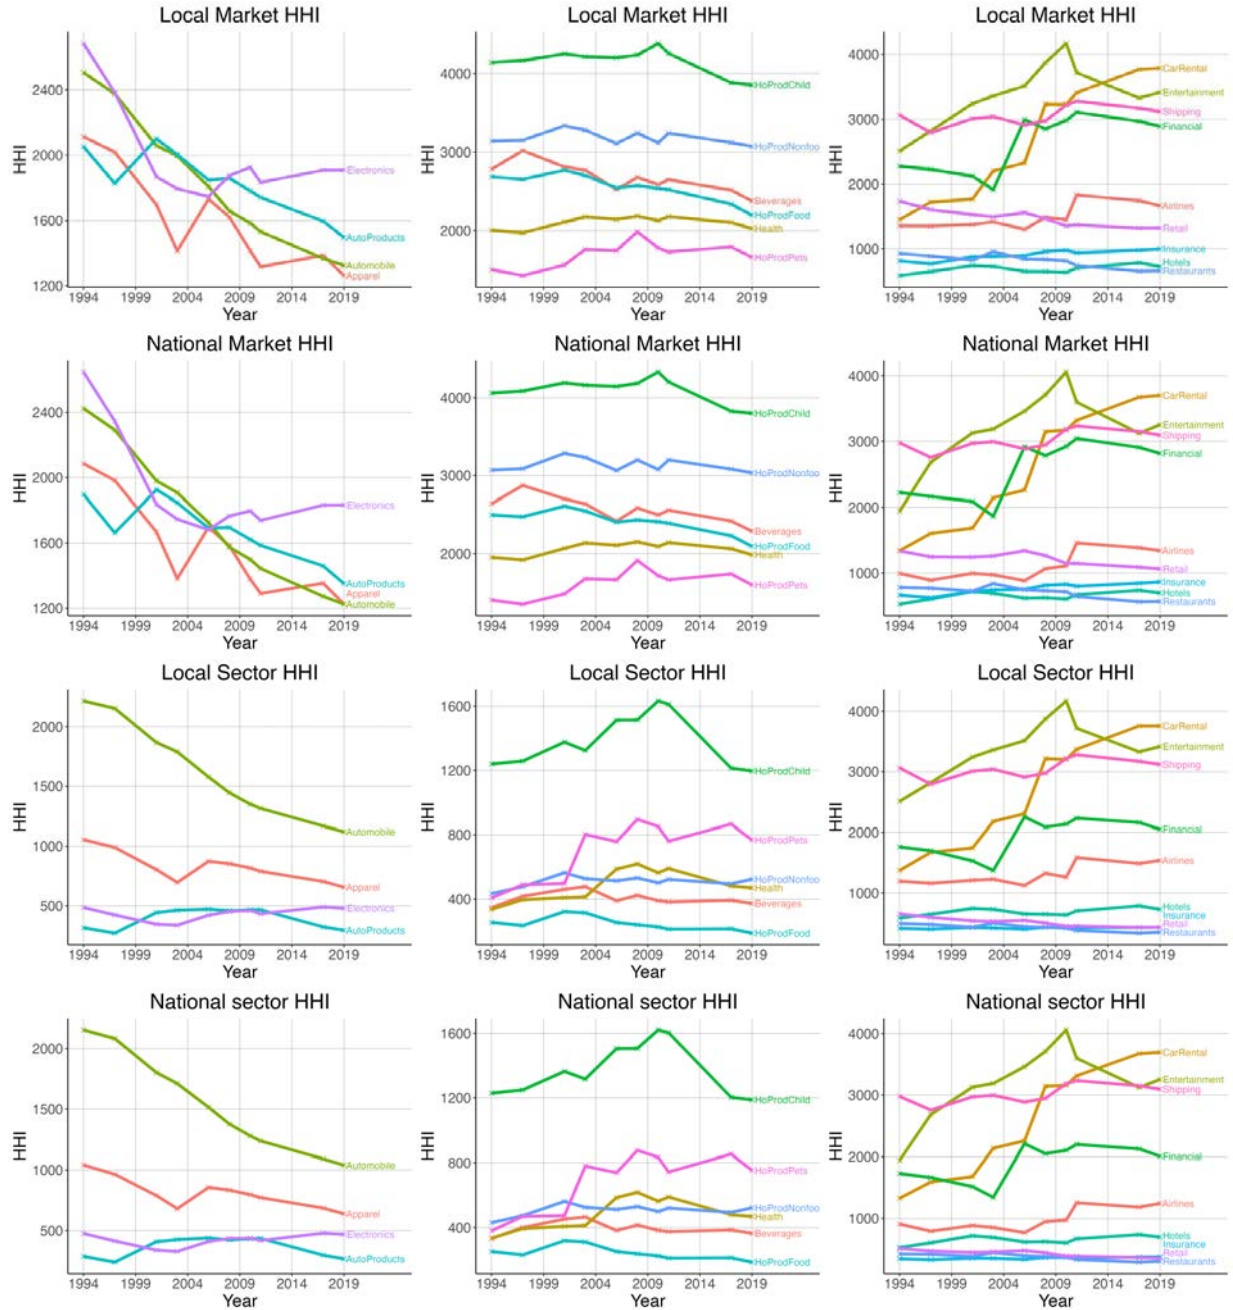 Local Market HHI
HHI
2400
2000
1600
1200
1994 1999 2004 2009 2014 2019
Year
Electronics
AutoProducts
Automobile
Apparel
Local Market HHI
HHI
4000
3000
2000
1994 1999 2004 2009 2014 2019
Year
HoProdChild
HoProdNonfoo
Beverages
HoProdFood
Health
HoProdPets
Local Market HHI
HHI
4000
3000
2000
1000
1994 1999 2004 2009 2014 2019
Year
CarRental
Entertainment
Shipping
Financial
Airlines
Retail
Insurance
Hotels
Restaurants
National Market HHI
HHI
2400
2000
1600
1200
1994 1999 2004 2009 2014 2019
Year
Electronics
AutoProducts
Apparel
Automobile
National Market HHI
HHI
4000
3000
2000
1994 1999 2004 2009 2014 2019
Year
HoProdChild
HoProdNonfoo
Beverages
HoProdFood
Health
HoProdPets
National Market HHI
HHI
4000
3000
2000
1000
1994 1999 2004 2009 2014 2019
Year
CarRental
Entertainment
Shipping
Financial
Airlines
Retail
Insurance
Hotels
Restaurants
Local Sector HHI
HHI
2000
1500
1000
500
1994 1999 2004 2009 2014 2019
Year
Automobile
Apparel
Electronics
AutoProducts
Local Sector HHI
HHI
1600
1200
800
400
1994 1999 2004 2009 2014 2019
Year
HoProdChild
HoProdPets
HoProdNonfoo
Health
Beverages
HoProdFood
Local Sector HHI
HHI
4000
3000
2000
1000
1994 1999 2004 2009 2014 2019
Year
CarRental
Entertainment
Shipping
Financial
Airlines
Hotels
Insurance
Retail
Restaurants
National sector HHI
HHI
2000
1500
1000
500
1994 1999 2004 2009 2014 2019
Year
Automobile
Apparel
Electronics
AutoProducts
National sector HHI
HHI
1600
1200
800
400
1994 1999 2004 2009 2014 2019
Year
HoProdChild
HoProdPets
HoProdNonfoo
Health
Beverages
HoProdFood
National sector HHI
HHI
4000
3000
2000
1000
1994 1999 2004 2009 2014 2019
Year
CarRental
Entertainment
Shipping
Financial
Airlines
Hotels
Insurance
Retail
Restaurants